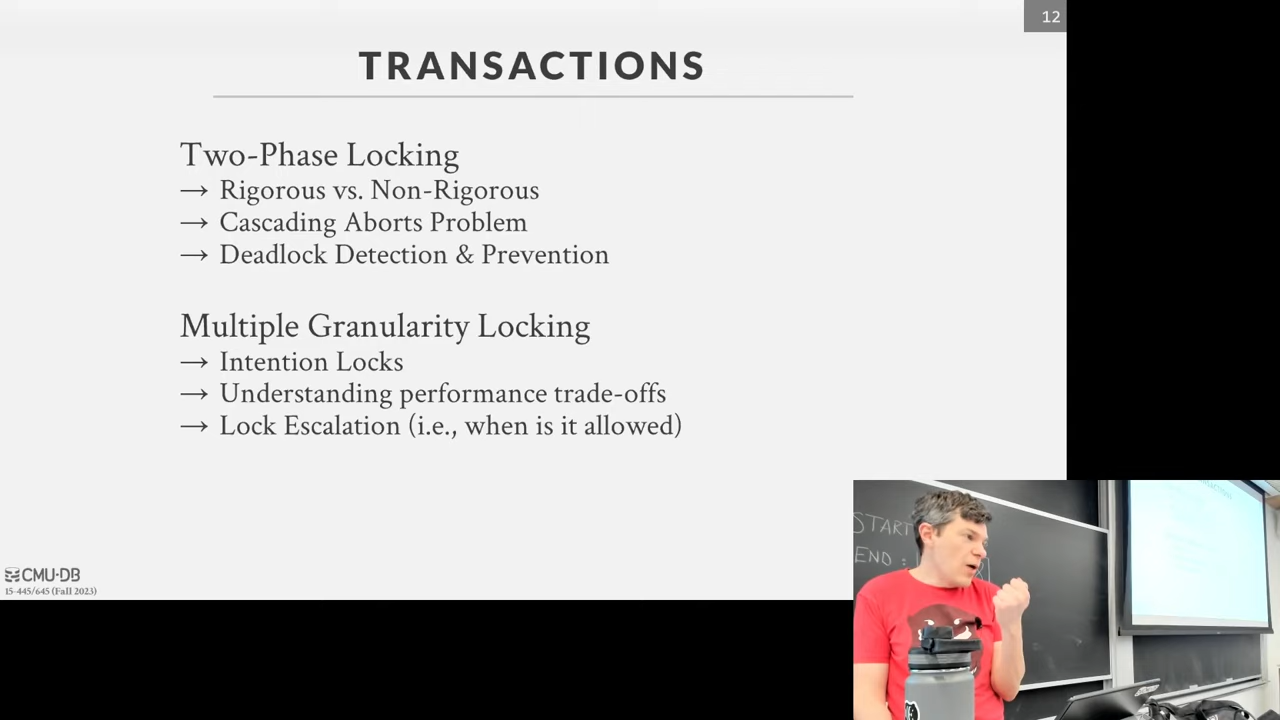 12
TRANSACTIONS
Two-Phase Locking
→ Rigorous vs. Non-Rigorous
→ Cascading Aborts Problem
→ Deadlock Detection & Prevention
Multiple Granularity Locking
→ Intention Locks
→ Understanding performance trade-offs
→ Lock Escalation (i.e., when is it allowed)
CMU·DB
15-445/645 (Fall 2023)
START
END :